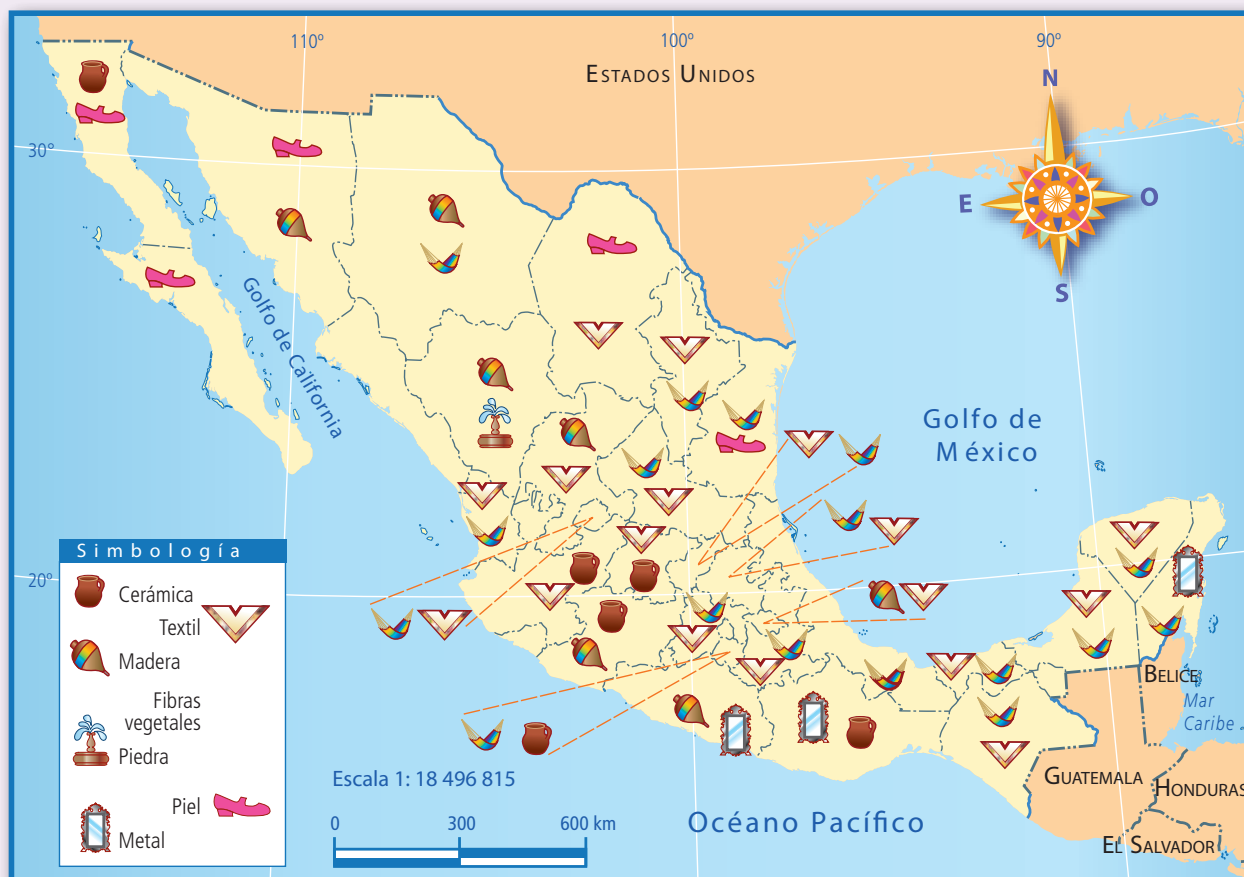 110º
100º
90º
ESTADOS UNIDOS
N
30º
E
O
S
Golfo de California
Golfo de
México
Simbología
20º
Cerámica
Textil
Madera
Fibras
vegetales
Piedra
Piel
Metal
BELICE
Mar
Caribe
Escala 1: 18 496 815
0
300
600 km
Océano Pacífico
GUATEMALA
HONDURAS
EL SALVADOR